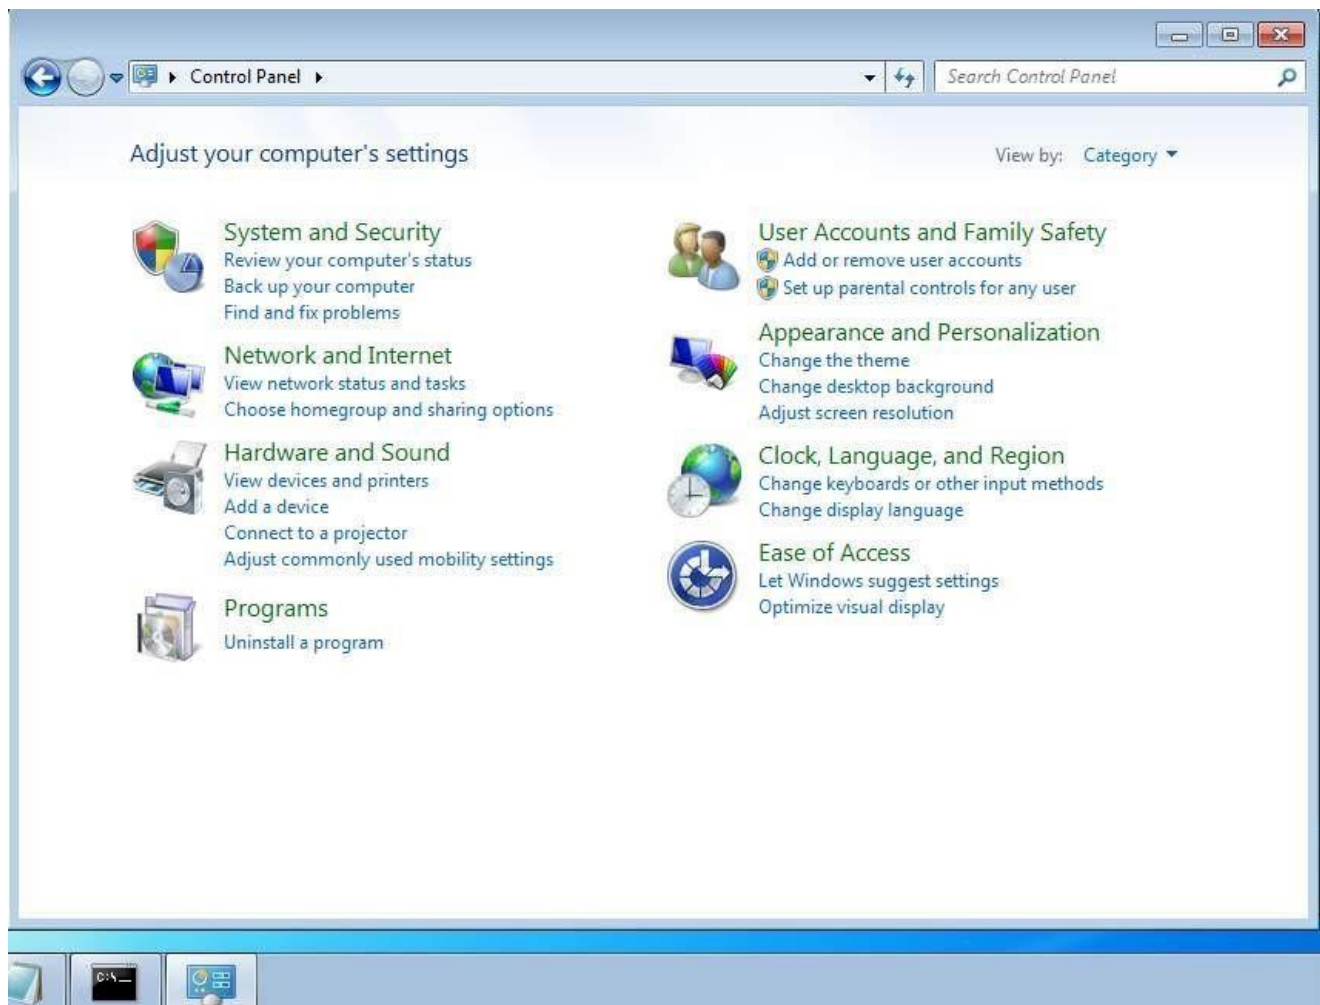 Control Panel
Search Control Panel
Adjust your computer's settings
View by: Category
System and Security
Review your computer's status
Back up your computer
Find and fix problems
Network and Internet
View network status and tasks
Choose homegroup and sharing options
Hardware and Sound
View devices and printers
Add a device
Connect to a projector
Adjust commonly used mobility settings
Programs
Uninstall a program
User Accounts and Family Safety
Add or remove user accounts
Set up parental controls for any user
Appearance and Personalization
Change the theme
Change desktop background
Adjust screen resolution
Clock, Language, and Region
Change keyboards or other input methods
Change display language
Ease of Access
Let Windows suggest settings
Optimize visual display
C:\_